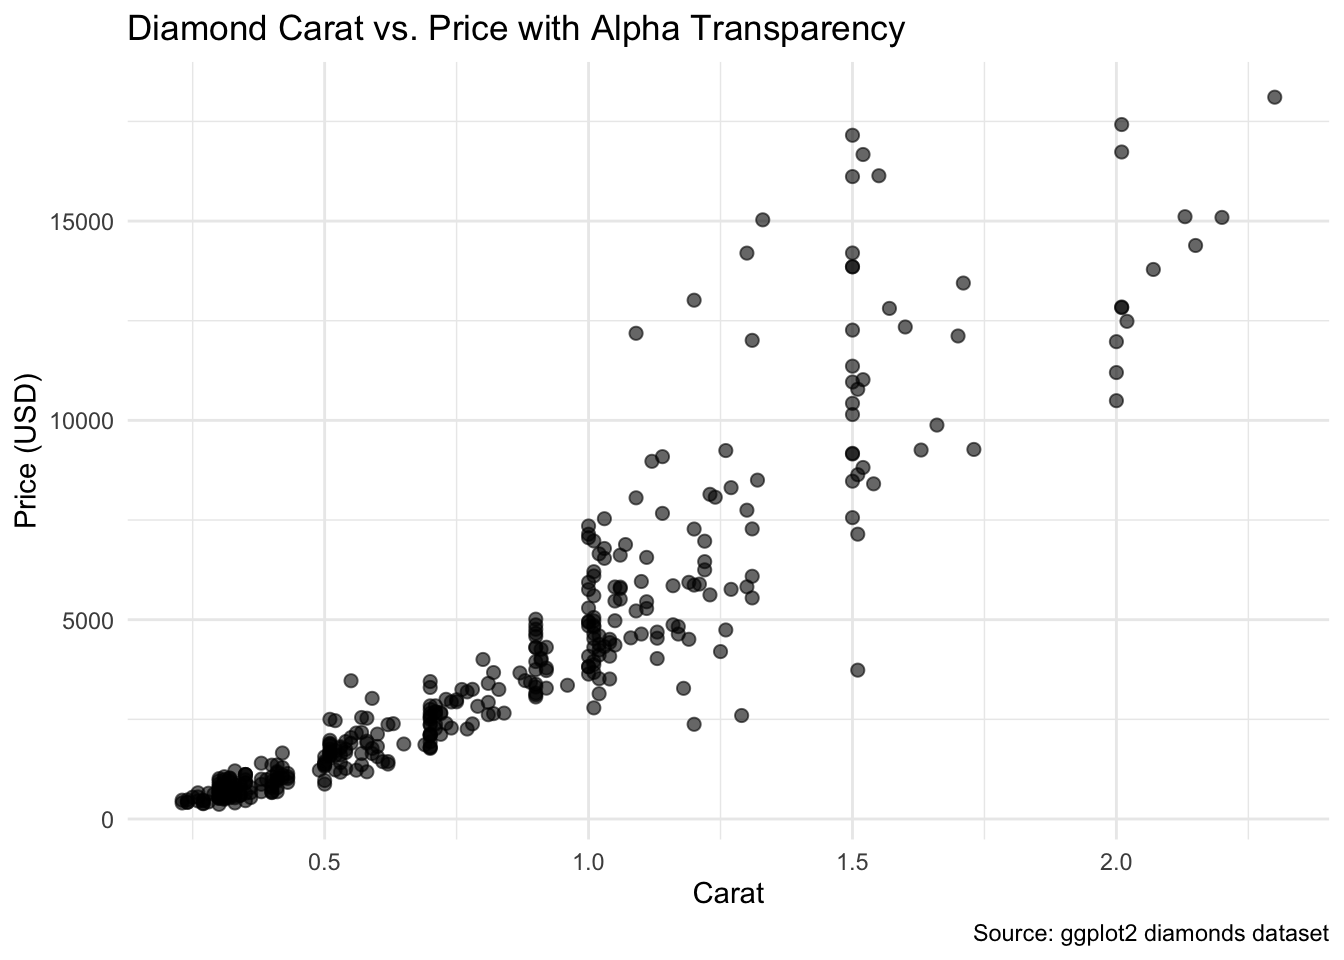 Diamond Carat vs. Price with Alpha Transparency
Price (USD)
15000
10000
5000
0
0.5 1.0 1.5 2.0
Carat
Source: ggplot2 diamonds dataset